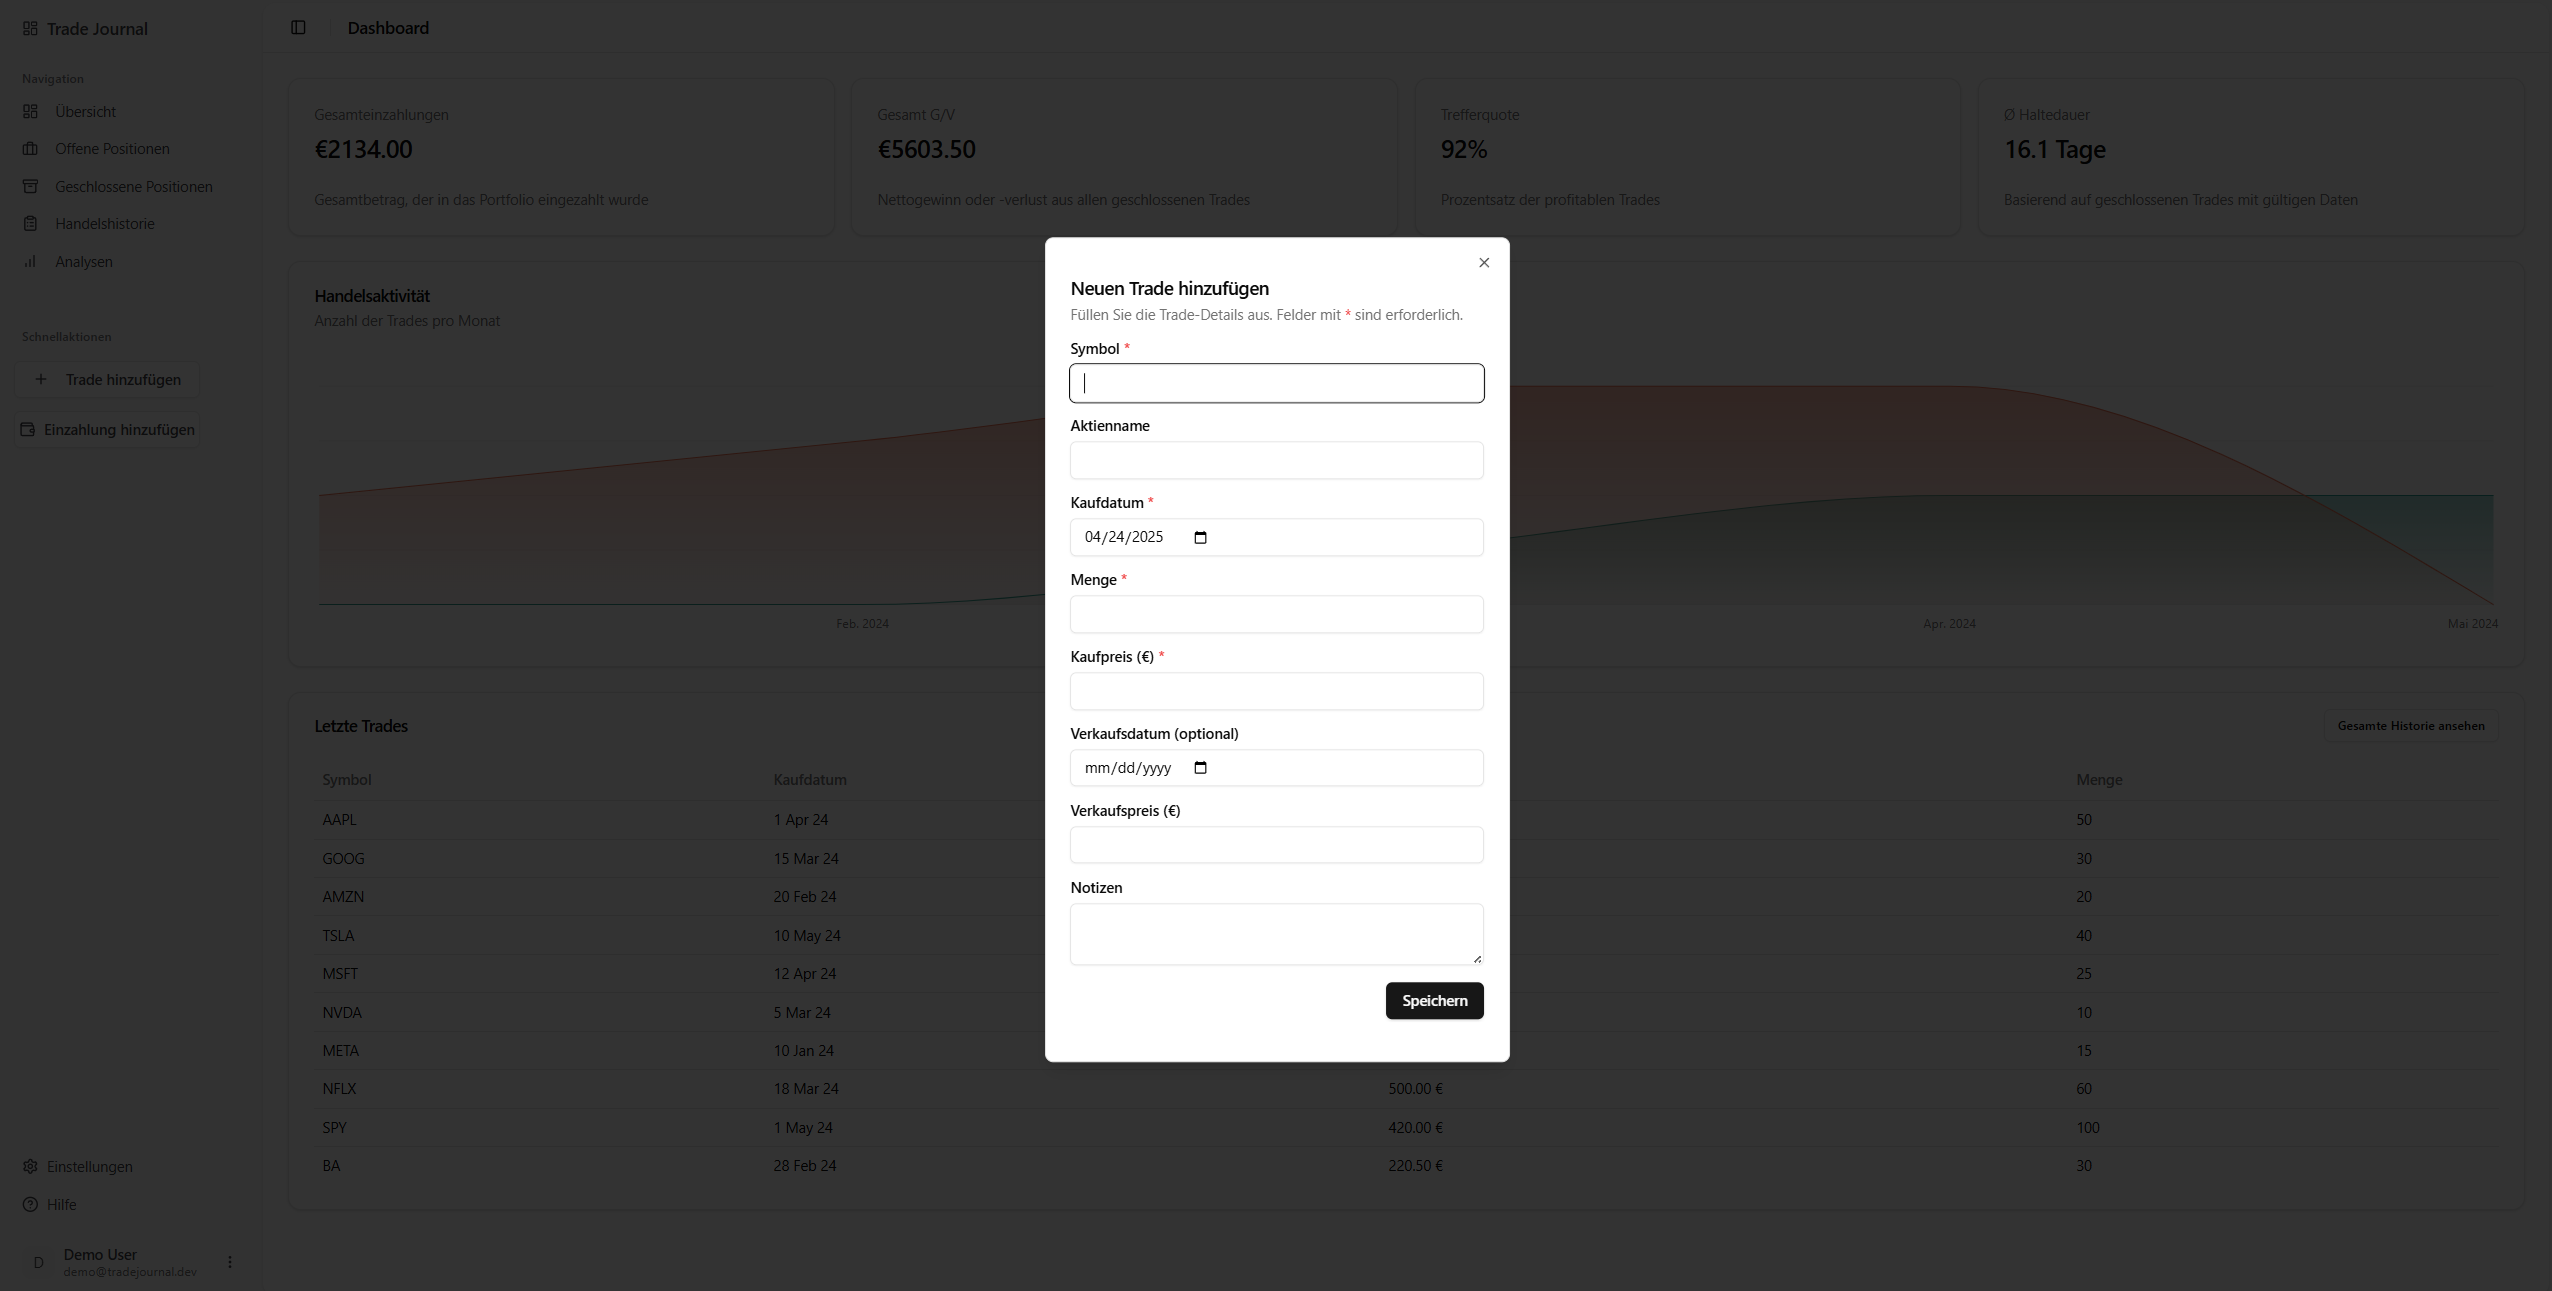 Trade Journal
Navigation
Übersicht
Offene Positionen
Geschlossene Positionen
Handelshistorie
Analysen
Schnellaktionen
Trade hinzufügen
Einzahlung hinzufügen
Einstellungen
Hilfe
D
Demo User
demo@tradejournal.dev
Dashboard
Gesamteinzahlungen
€2134.00
Gesamtbetrag, der in das Portfolio eingezahlt wurde
Gesamt G/V
€5603.50
Nettogewinn oder -verlust aus allen geschlossenen Trades
Trefferquote
92%
Prozentsatz der profitablen Trades
Ø Haltedauer
16.1 Tage
Basierend auf geschlossenen Trades mit gültigen Daten
Handelsaktivität
Anzahl der Trades pro Monat
Feb. 2024 Apr. 2024 Mai 2024
Letzte Trades
Gesamte Historie ansehen
Symbol Kaufdatum Menge
AAPL 1 Apr 24 50
GOOG 15 Mar 24 30
AMZN 20 Feb 24 20
TSLA 10 May 24 40
MSFT 12 Apr 24 25
NVDA 5 Mar 24 10
META 10 Jan 24 15
NFLX 18 Mar 24 500.00 € 60
SPY 1 May 24 420.00 € 100
BA 28 Feb 24 220.50 € 30
Neuen Trade hinzufügen
Füllen Sie die Trade-Details aus. Felder mit * sind erforderlich.
Symbol *
Aktienname
Kaufdatum *
04/24/2025
Menge *
Kaufpreis (€) *
Verkaufsdatum (optional)
mm/dd/yyyy
Verkaufspreis (€)
Notizen
Speichern